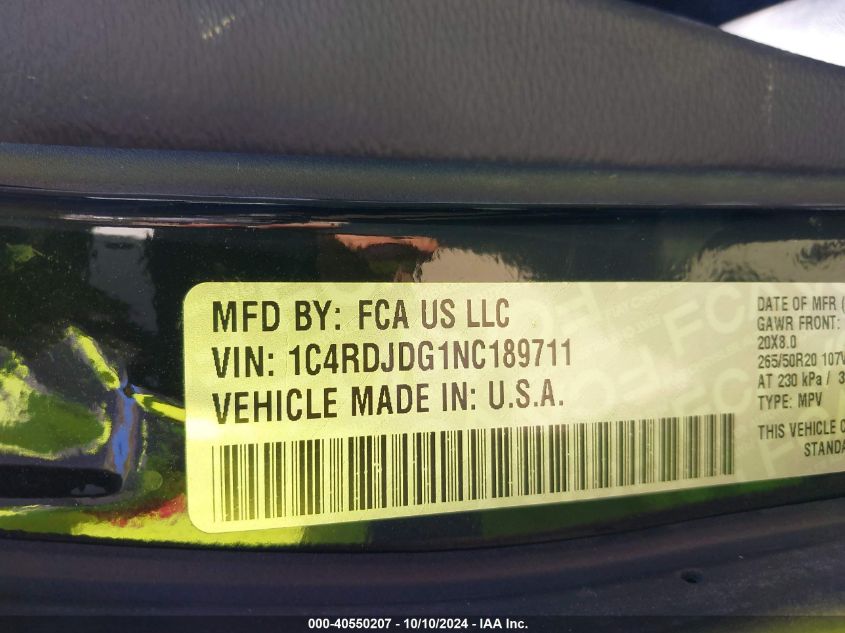 MFD BY: FCA US LLC
VIN: 1C4RDJDG1NC189711
VEHICLE MADE IN: U.S.A.
DATE OF MFR (
GAWR FRONT:
20X8.0
265/50R20 107V
AT 230 kPa / 3
TYPE: MPV
THIS VEHICLE C
STANDA
000-40550207 - 10/10/2024 - IAA Inc.